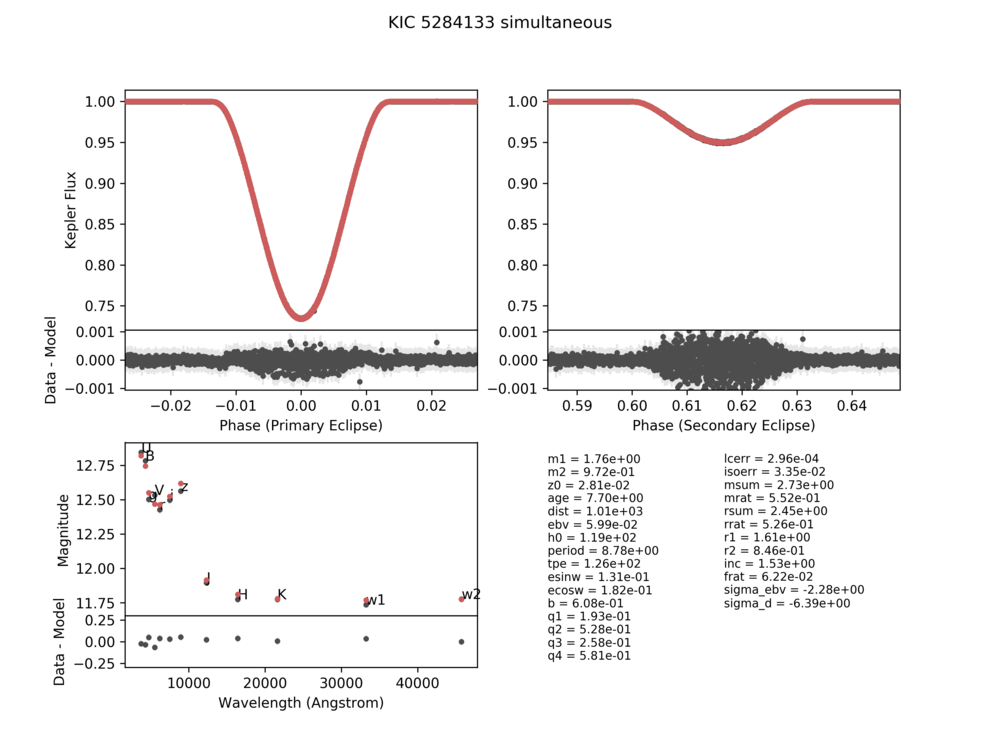 KIC 5284133 simultaneous
1.00
0.95
0.90
0.85
0.80
0.75
Kepler Flux
0.001
0.000
−0.001
Data - Model
−0.02 −0.01 0.00 0.01 0.02
Phase (Primary Eclipse)
1.00
0.95
0.90
0.85
0.80
0.75
0.001
0.000
−0.001
0.59 0.60 0.61 0.62 0.63 0.64
Phase (Secondary Eclipse)
12.75
12.50
12.25
12.00
11.75
Magnitude
B
V
z
J
H
K
w1
w2
0.25
0.00
−0.25
Data - Model
10000 20000 30000 40000
Wavelength (Angstrom)
m1 = 1.76e+00
m2 = 9.72e-01
z0 = 2.81e-02
age = 7.70e+00
dist = 1.01e+03
ebv = 5.99e-02
h0 = 1.19e+02
period = 8.78e+00
tpe = 1.26e+02
esinw = 1.31e-01
ecosw = 1.82e-01
b = 6.08e-01
q1 = 1.93e-01
q2 = 5.28e-01
q3 = 2.58e-01
q4 = 5.81e-01
lcerr = 2.96e-04
isoerr = 3.35e-02
msum = 2.73e+00
mrat = 5.52e-01
rsum = 2.45e+00
rrat = 5.26e-01
r1 = 1.61e+00
r2 = 8.46e-01
inc = 1.53e+00
frat = 6.22e-02
sigma_ebv = -2.28e+00
sigma_d = -6.39e+00